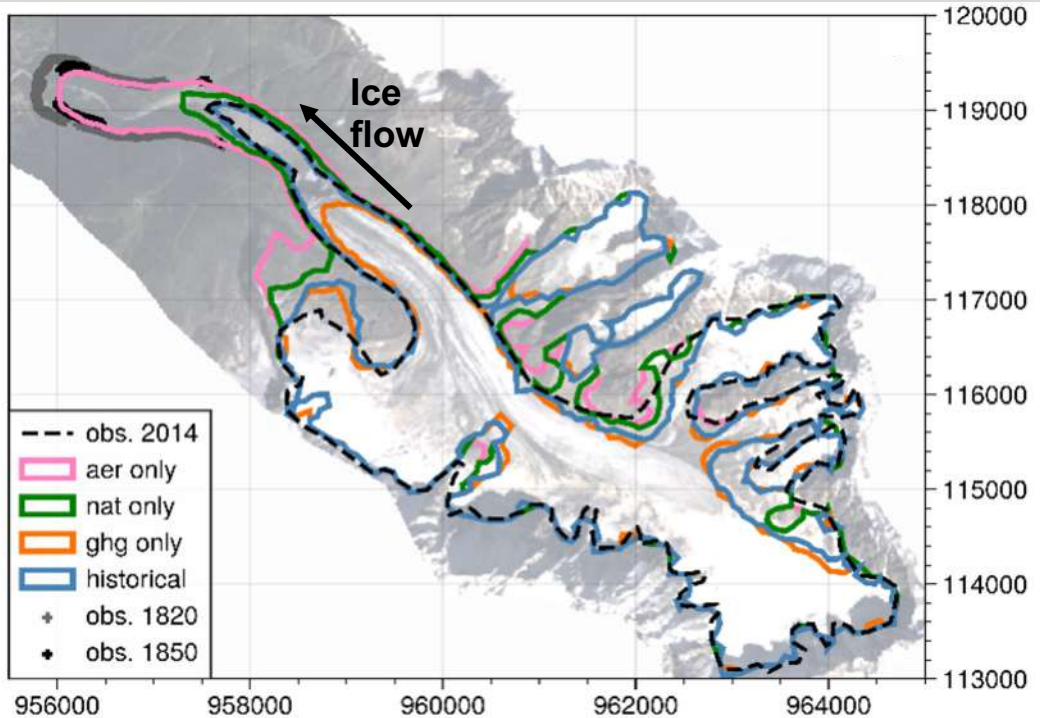 Ice
flow
120000
119000
118000
117000
116000
115000
114000
113000
obs. 2014
aer only
nat only
ghg only
historical
obs. 1820
obs. 1850
956000 958000 960000 962000 964000